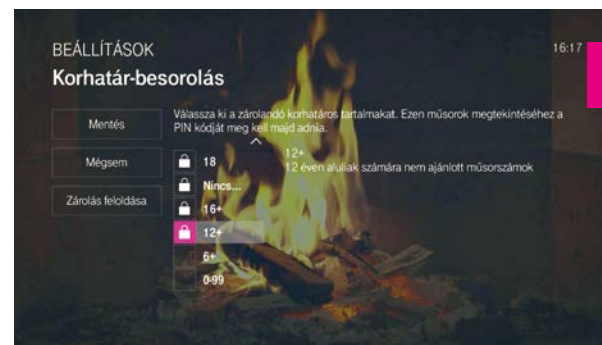 BEÁLLÍTÁSOK
16:17
Korhatár-besorolás
Mentés
Mégsem
Zárolás feloldása
Válassza ki a zárolandó korhatáros tartalmakat. Ezen műsorok megtekintéséhez a
PIN kódját meg kell majd adnia.
18
Nincs...
16+
12+
6+
0-99
12+
12 éven aluliak számára nem ajánlott műsorszámok